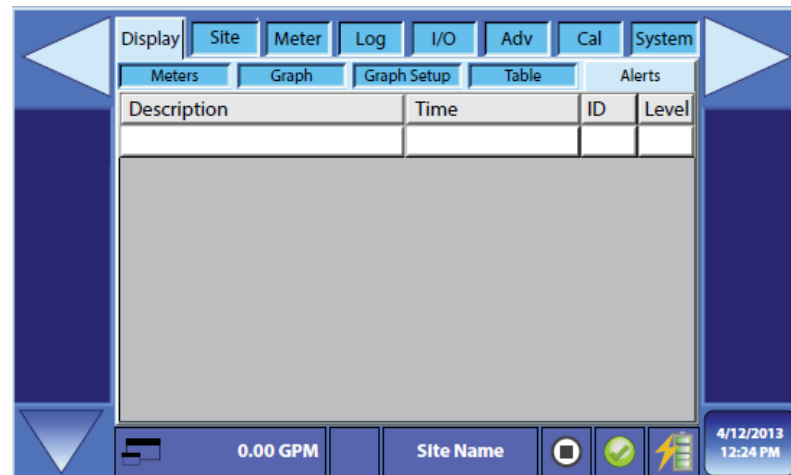 Display Site Meter Log I/O Adv Cal System
Meters Graph Graph Setup Table Alerts
Description Time ID Level
0.00 GPM SIte Name
4/12/2013
12:24 PM